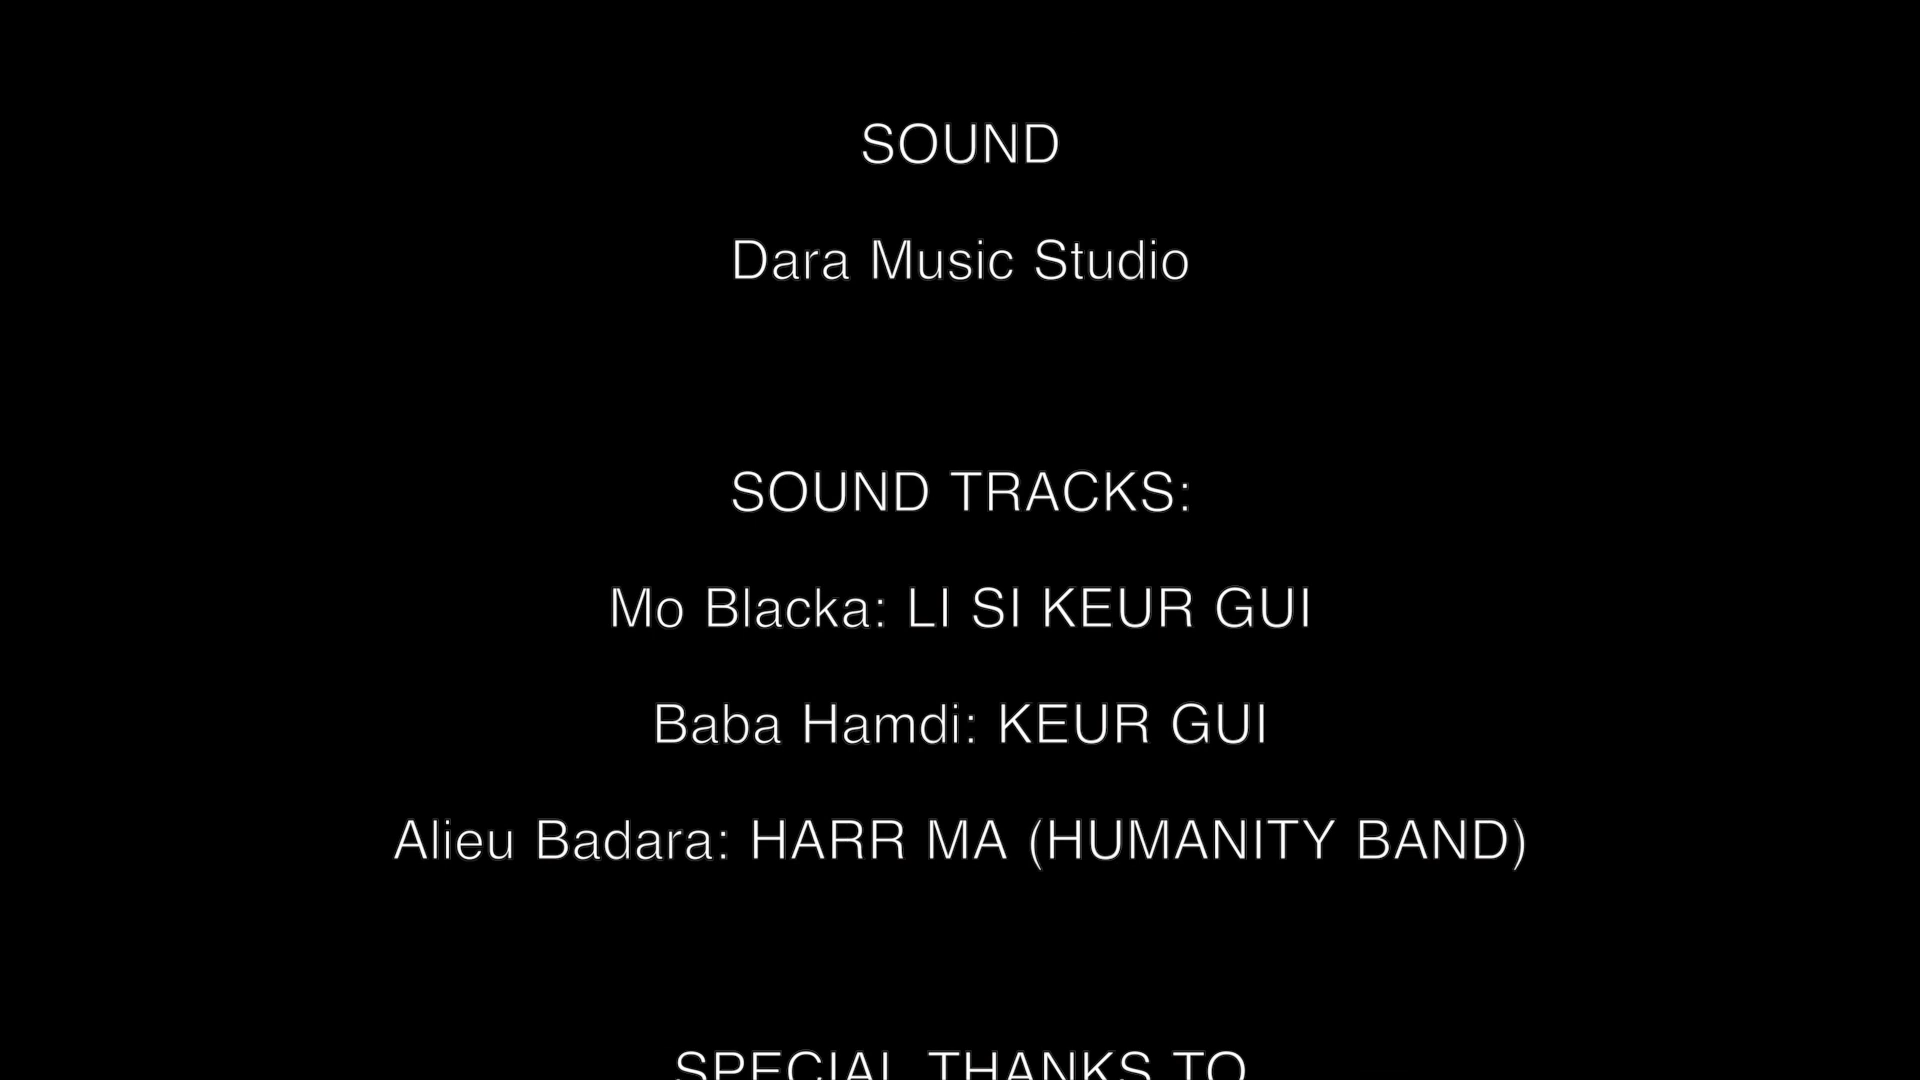 SOUND
Dara Music Studio
SOUND TRACKS:
Mo Blacka: LI SI KEUR GUI
Baba Hamdi: KEUR GUI
Alieu Badara: HARR MA (HUMANITY BAND)
SPECIAL THANKS TO